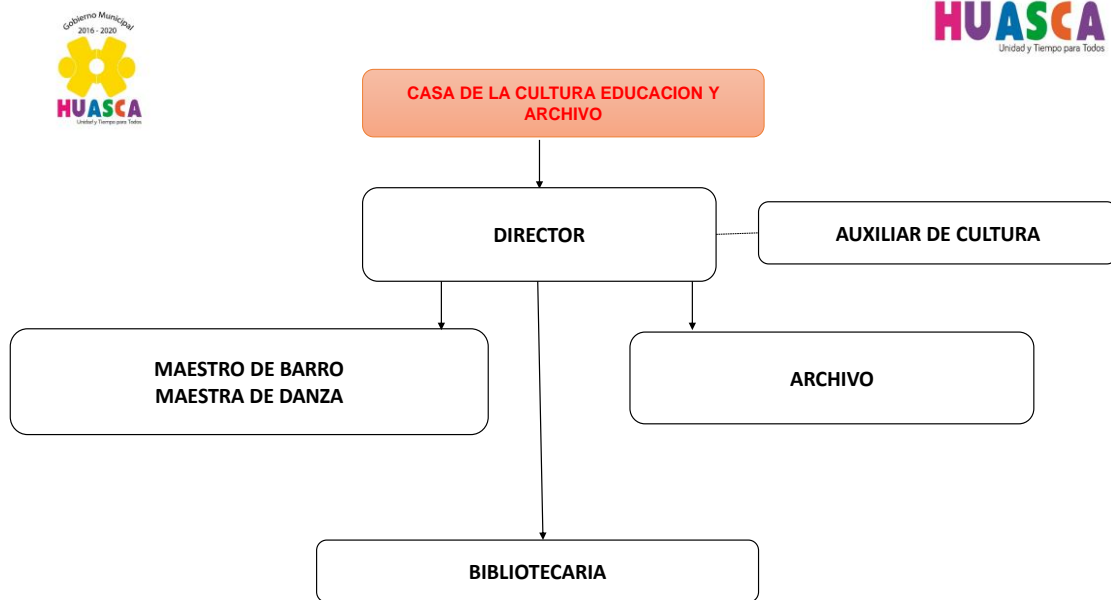 Gobierno Municipal
2016 - 2020
HUASCA
Unidad y Tiempo para Todos
HUASCA
Unidad y Tiempo para Todos
CASA DE LA CULTURA EDUCACION Y
ARCHIVO
DIRECTOR
AUXILIAR DE CULTURA
MAESTRO DE BARRO
MAESTRA DE DANZA
ARCHIVO
BIBLIOTECARIA